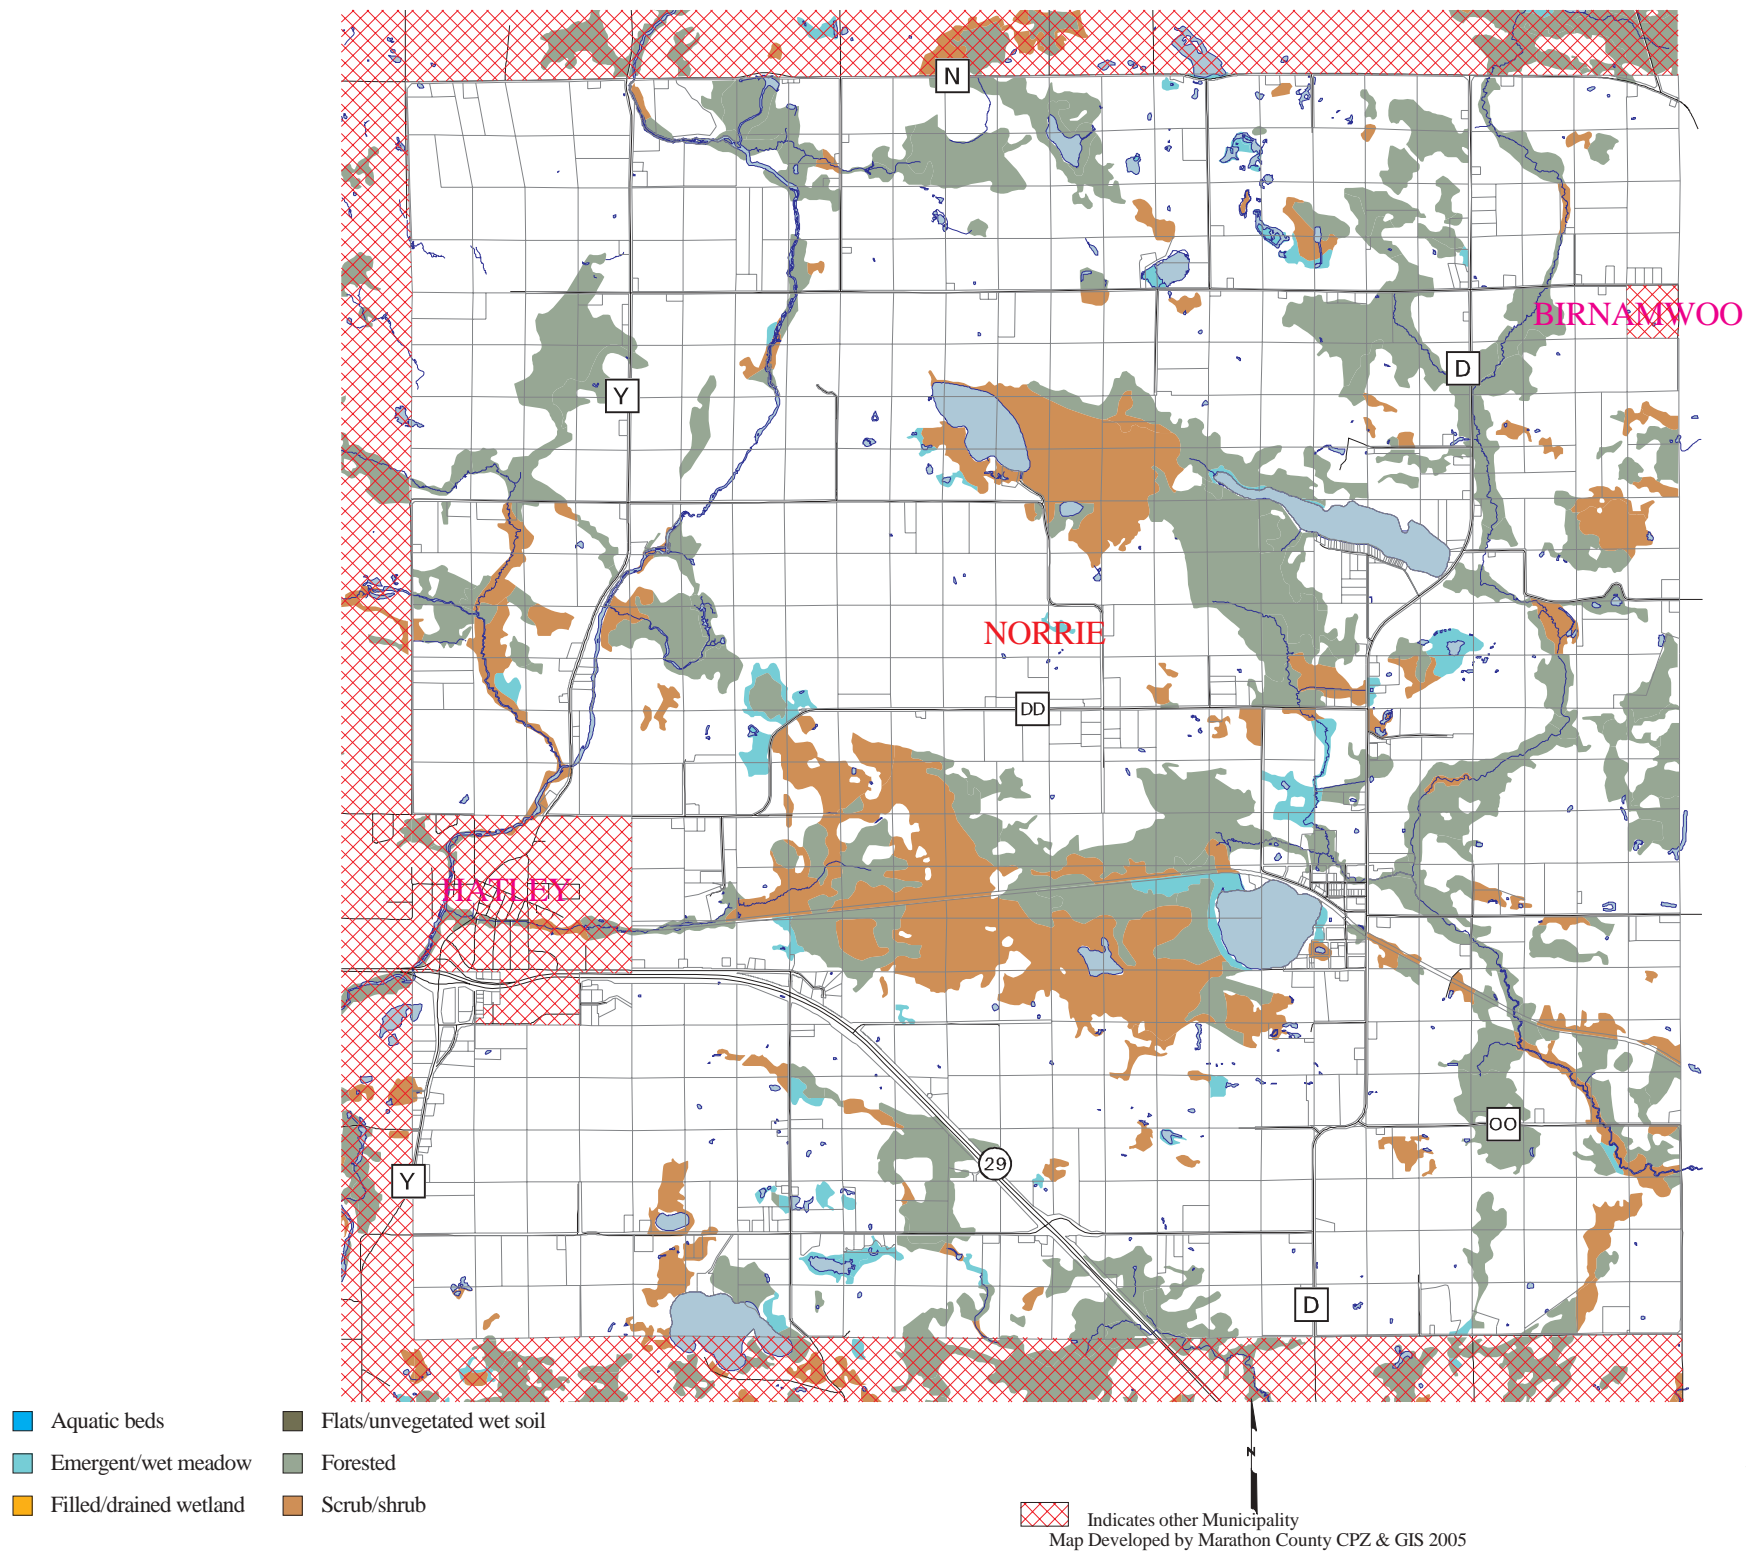 N
BIRNAMWOO
D
Y
NORRIE
DD
HATLEY
OO
29
Y
D
Aquatic beds
Flats/unvegetated wet soil
Emergent/wet meadow
Forested
Filled/drained wetland
Scrub/shrub
N
Indicates other Municipality
Map Developed by Marathon County CPZ & GIS 2005